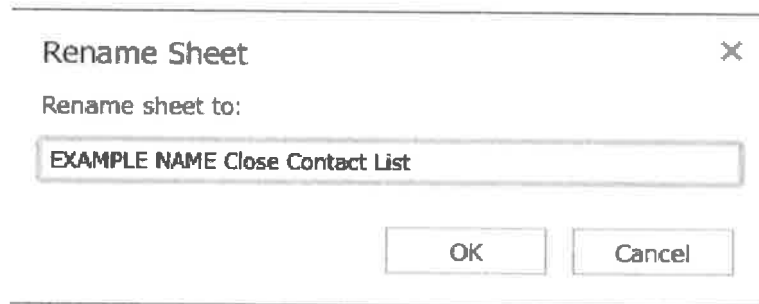 Rename Sheet
Rename sheet to:
EXAMPLE NAME Close Contact List
OK Cancel